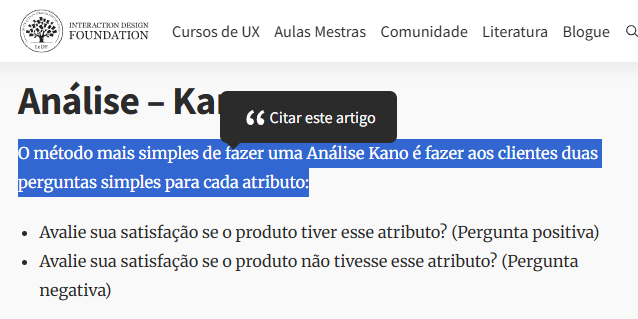 INTERACTION DESIGN
FOUNDATION
Cursos de UX Aulas Mestras Comunidade Literatura Blogue
Análise – Kan
Citar este artigo
O método mais simples de fazer uma Análise Kano é fazer aos clientes duas
perguntas simples para cada atributo:
• Avalie sua satisfação se o produto tiver esse atributo? (Pergunta positiva)
• Avalie sua satisfação se o produto não tivesse esse atributo? (Pergunta
negativa)